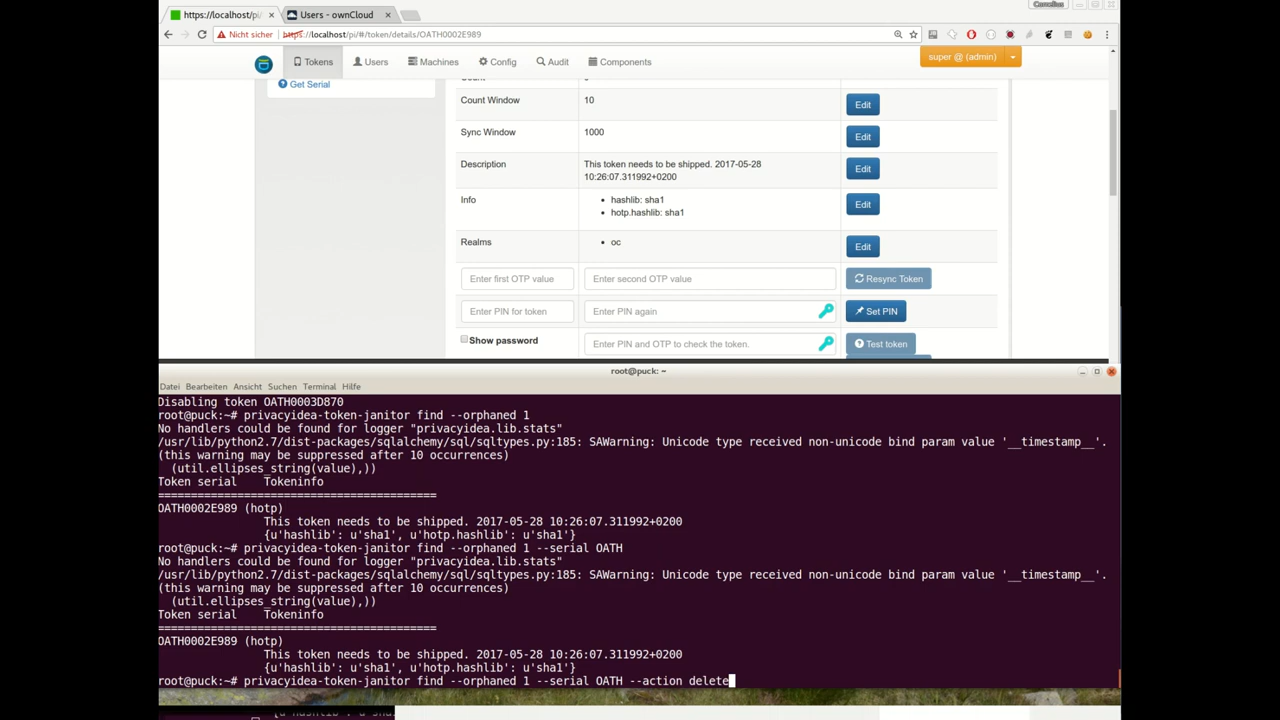 Cornelius
https://localhost/pi/ × Users - ownCloud ×
Nicht sicher https://localhost/pi/#/token/details/OATH0002E989
Tokens Users Machines Config Audit Components super @ (admin)
Get Serial
Count Window 10 Edit
Sync Window 1000 Edit
Description This token needs to be shipped. 2017-05-28 Edit
10:26:07.311992+0200
Info hashlib: sha1 Edit
hotp.hashlib: sha1
Realms oc Edit
Enter first OTP value Enter second OTP value Resync Token
Enter PIN for token Enter PIN again Set PIN
Show password Enter PIN and OTP to check the token. Test token
root@puck: ~
Datei Bearbeiten Ansicht Suchen Terminal Hilfe
Disabling token OATH0003D870
root@puck:~# privacyidea-token-janitor find --orphaned 1
No handlers could be found for logger "privacyidea.lib.stats"
/usr/lib/python2.7/dist-packages/sqlalchemy/sql/sqltypes.py:185: SAWarning: Unicode type received non-unicode bind param value '__timestamp__'.
(this warning may be suppressed after 10 occurrences)
(util.ellipses_string(value),))
Token serial Tokeninfo
==========================================
OATH0002E989 (hotp)
This token needs to be shipped. 2017-05-28 10:26:07.311992+0200
{u'hashlib': u'sha1', u'hotp.hashlib': u'sha1'}
root@puck:~# privacyidea-token-janitor find --orphaned 1 --serial OATH
No handlers could be found for logger "privacyidea.lib.stats"
/usr/lib/python2.7/dist-packages/sqlalchemy/sql/sqltypes.py:185: SAWarning: Unicode type received non-unicode bind param value '__timestamp__'.
(this warning may be suppressed after 10 occurrences)
(util.ellipses_string(value),))
Token serial Tokeninfo
==========================================
OATH0002E989 (hotp)
This token needs to be shipped. 2017-05-28 10:26:07.311992+0200
{u'hashlib': u'sha1', u'hotp.hashlib': u'sha1'}
root@puck:~# privacyidea-token-janitor find --orphaned 1 --serial OATH --action delete